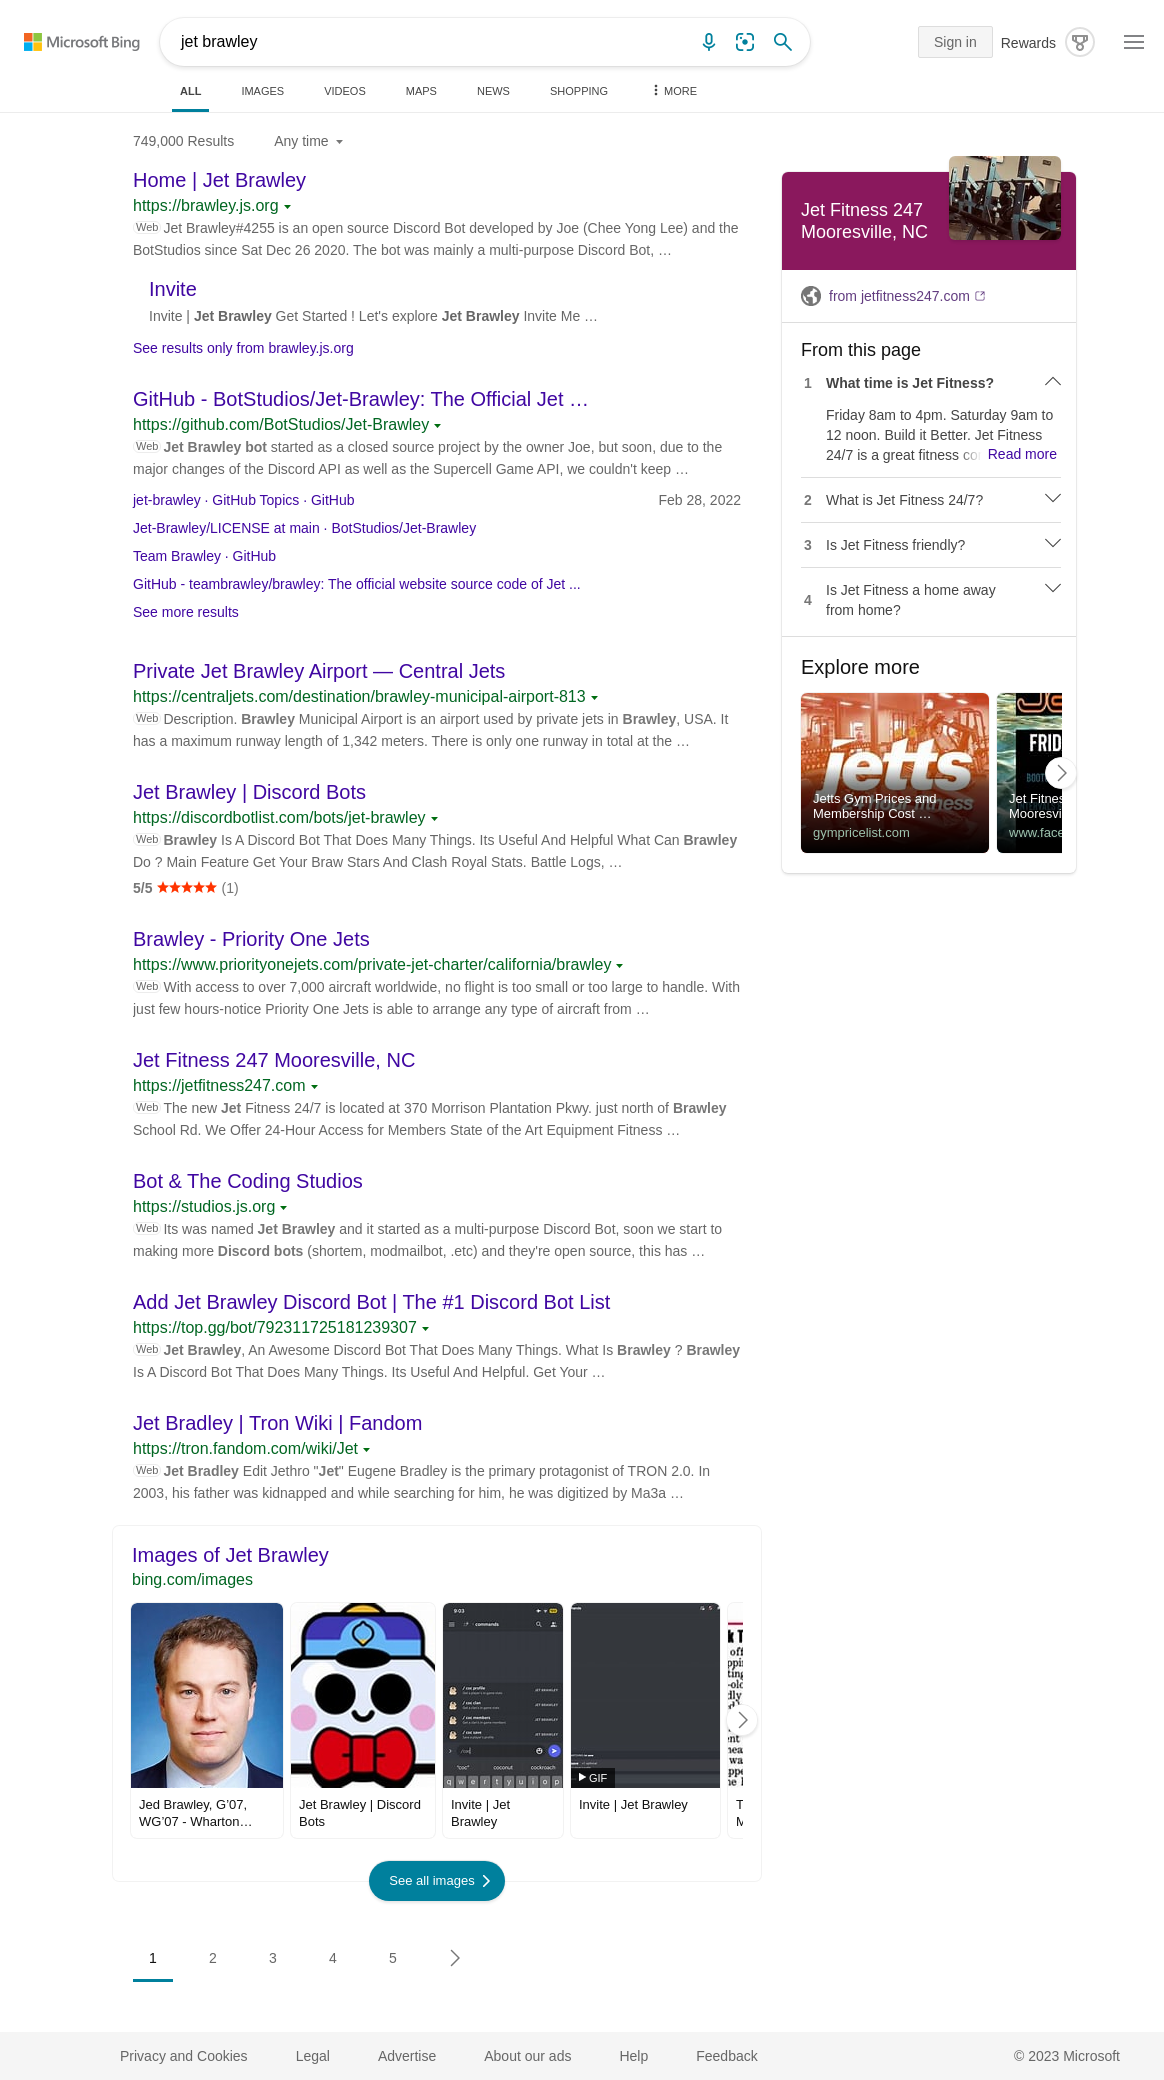 Microsoft Bing
jet brawley
Sign in
Rewards
ALL
IMAGES
VIDEOS
MAPS
NEWS
SHOPPING
MORE
749,000 Results
Any time
Home | Jet Brawley
https://brawley.js.org
Web Jet Brawley#4255 is an open source Discord Bot developed by Joe (Chee Yong Lee) and the
BotStudios since Sat Dec 26 2020. The bot was mainly a multi-purpose Discord Bot, …
Invite
Invite | Jet Brawley Get Started ! Let's explore Jet Brawley Invite Me …
See results only from brawley.js.org
GitHub - BotStudios/Jet-Brawley: The Official Jet …
https://github.com/BotStudios/Jet-Brawley
Web Jet Brawley bot started as a closed source project by the owner Joe, but soon, due to the
major changes of the Discord API as well as the Supercell Game API, we couldn't keep …
jet-brawley · GitHub Topics · GitHub
Feb 28, 2022
Jet-Brawley/LICENSE at main · BotStudios/Jet-Brawley
Team Brawley · GitHub
GitHub - teambrawley/brawley: The official website source code of Jet ...
See more results
Private Jet Brawley Airport — Central Jets
https://centraljets.com/destination/brawley-municipal-airport-813
Web Description. Brawley Municipal Airport is an airport used by private jets in Brawley, USA. It
has a maximum runway length of 1,342 meters. There is only one runway in total at the …
Jet Brawley | Discord Bots
https://discordbotlist.com/bots/jet-brawley
Web Brawley Is A Discord Bot That Does Many Things. Its Useful And Helpful What Can Brawley
Do ? Main Feature Get Your Braw Stars And Clash Royal Stats. Battle Logs, …
5/5 ★★★★★ (1)
Brawley - Priority One Jets
https://www.priorityonejets.com/private-jet-charter/california/brawley
Web With access to over 7,000 aircraft worldwide, no flight is too small or too large to handle. With
just few hours-notice Priority One Jets is able to arrange any type of aircraft from …
Jet Fitness 247 Mooresville, NC
https://jetfitness247.com
Web The new Jet Fitness 24/7 is located at 370 Morrison Plantation Pkwy. just north of Brawley
School Rd. We Offer 24-Hour Access for Members State of the Art Equipment Fitness …
Bot & The Coding Studios
https://studios.js.org
Web Its was named Jet Brawley and it started as a multi-purpose Discord Bot, soon we start to
making more Discord bots (shortem, modmailbot, .etc) and they're open source, this has …
Add Jet Brawley Discord Bot | The #1 Discord Bot List
https://top.gg/bot/792311725181239307
Web Jet Brawley, An Awesome Discord Bot That Does Many Things. What Is Brawley ? Brawley
Is A Discord Bot That Does Many Things. Its Useful And Helpful. Get Your …
Jet Bradley | Tron Wiki | Fandom
https://tron.fandom.com/wiki/Jet
Web Jet Bradley Edit Jethro "Jet" Eugene Bradley is the primary protagonist of TRON 2.0. In
2003, his father was kidnapped and while searching for him, he was digitized by Ma3a …
Images of Jet Brawley
bing.com/images
9:03
commands
/ coc profile
JET BRAWLEY
/ coc clan
JET BRAWLEY
/ coc members
JET BRAWLEY
/ coc save
JET BRAWLEY
"coc" coconut cockroach
q w e r t y u i o p
GIF
Jed Brawley, G’07,
WG’07 - Wharton…
Jet Brawley | Discord
Bots
Invite | Jet
Brawley
Invite | Jet Brawley
See all images
1 2 3 4 5
Jet Fitness 247
Mooresville, NC
from jetfitness247.com
From this page
1 What time is Jet Fitness?
Friday 8am to 4pm. Saturday 9am to
12 noon. Build it Better. Jet Fitness
24/7 is a great fitness co Read more
2 What is Jet Fitness 24/7?
3 Is Jet Fitness friendly?
4 Is Jet Fitness a home away
from home?
Explore more
jetts
24 hour fitness
Jetts Gym Prices and
Membership Cost …
gympricelist.com
FRID
Jet Fitnes
Mooresvi
www.face
Privacy and Cookies
Legal
Advertise
About our ads
Help
Feedback
© 2023 Microsoft